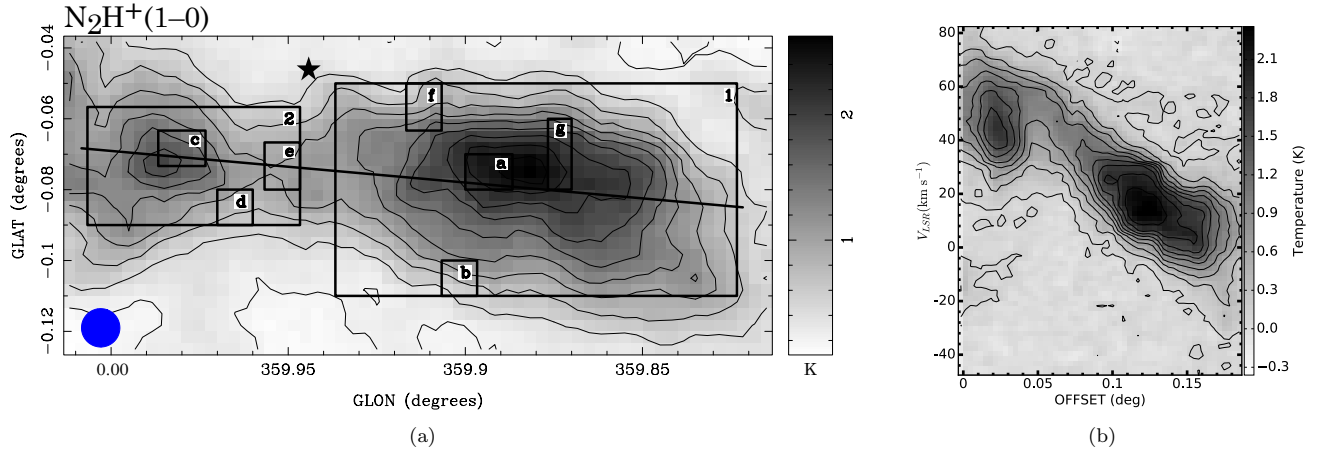 N₂H⁺(1–0)
GLAT (degrees)
−0.04
−0.06
−0.08
−0.1
−0.12
f
1
2
c
g
e
a
d
b
0.00
359.95
359.9
359.85
GLON (degrees)
2
1
K
(a)
V_LSR(km s⁻¹)
80
60
40
20
0
−20
−40
0
0.05
0.1
0.15
OFFSET (deg)
2.1
1.8
1.5
1.2
0.9
0.6
0.3
0.0
−0.3
Temperature (K)
(b)